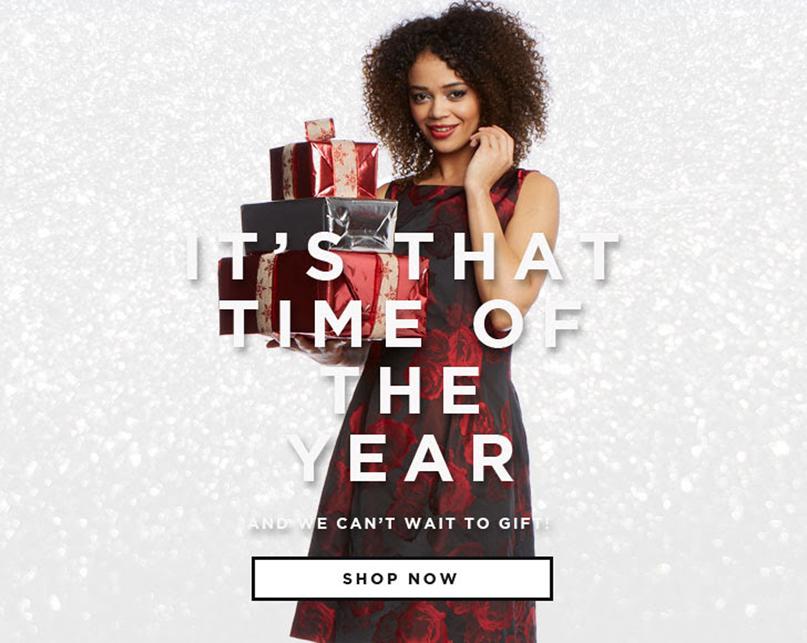 IT'S THAT
TIME OF
THE
YEAR
AND WE CAN'T WAIT TO GIFT!
SHOP NOW